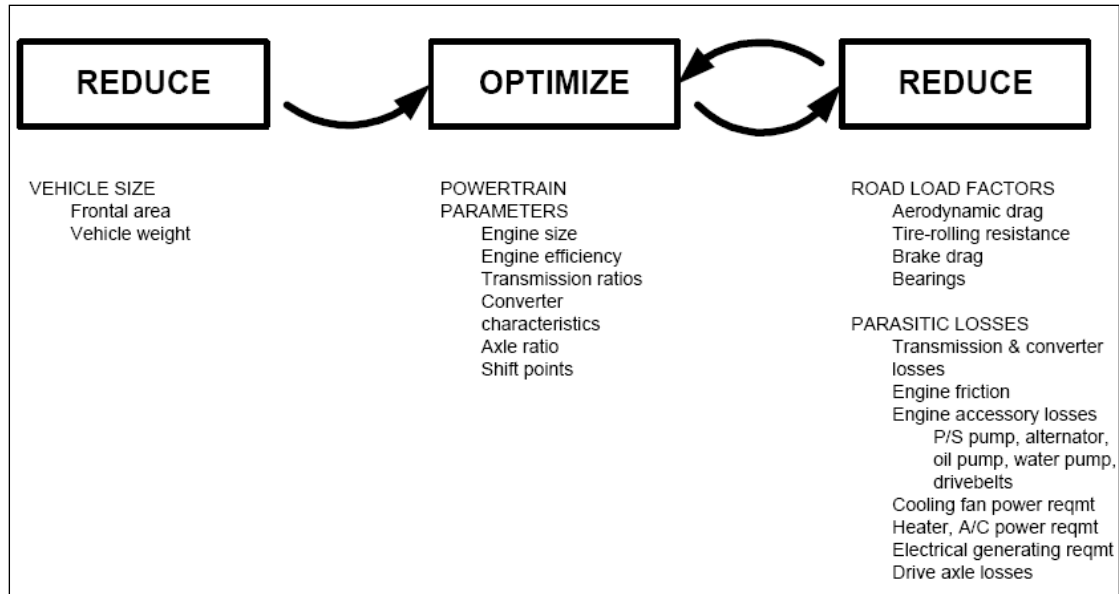 REDUCE
OPTIMIZE
REDUCE
VEHICLE SIZE
Frontal area
Vehicle weight
POWERTRAIN
PARAMETERS
Engine size
Engine efficiency
Transmission ratios
Converter
characteristics
Axle ratio
Shift points
ROAD LOAD FACTORS
Aerodynamic drag
Tire-rolling resistance
Brake drag
Bearings
PARASITIC LOSSES
Transmission & converter
losses
Engine friction
Engine accessory losses
P/S pump, alternator,
oil pump, water pump,
drivebelts
Cooling fan power reqmt
Heater, A/C power reqmt
Electrical generating reqmt
Drive axle losses